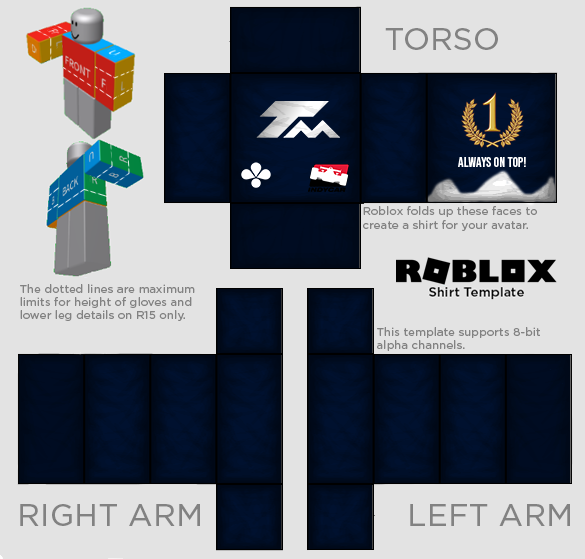 TORSO
FRONT
F
L
U
D
R
1
TM
ALWAYS ON TOP!
BACK
U
R
B
R
Roblox folds up these faces to
create a shirt for your avatar.
ROBLOX
Shirt Template
The dotted lines are maximum
limits for height of gloves and
lower leg details on R15 only.
This template supports 8-bit
alpha channels.
RIGHT ARM
LEFT ARM